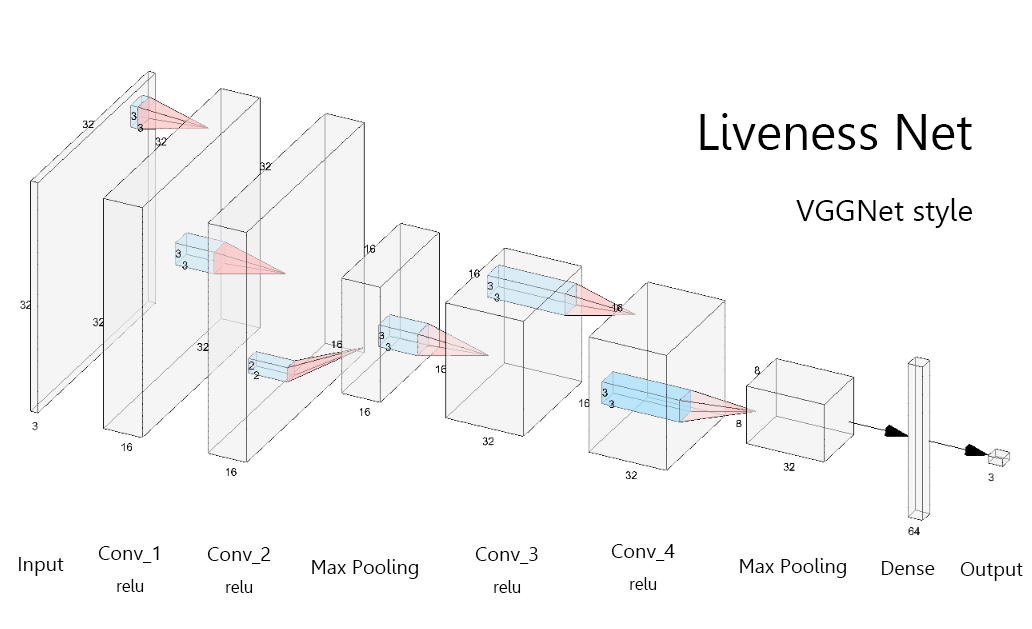 Liveness Net
VGGNet style
32
32
3
3
3
32
32
16
3
3
32
32
16
2
2
16
16
16
3
3
16
16
3
3
32
16
16
3
3
32
8
8
32
64
3
Input
Conv_1
relu
Conv_2
relu
Max Pooling
Conv_3
relu
Conv_4
relu
Max Pooling
Dense
Output